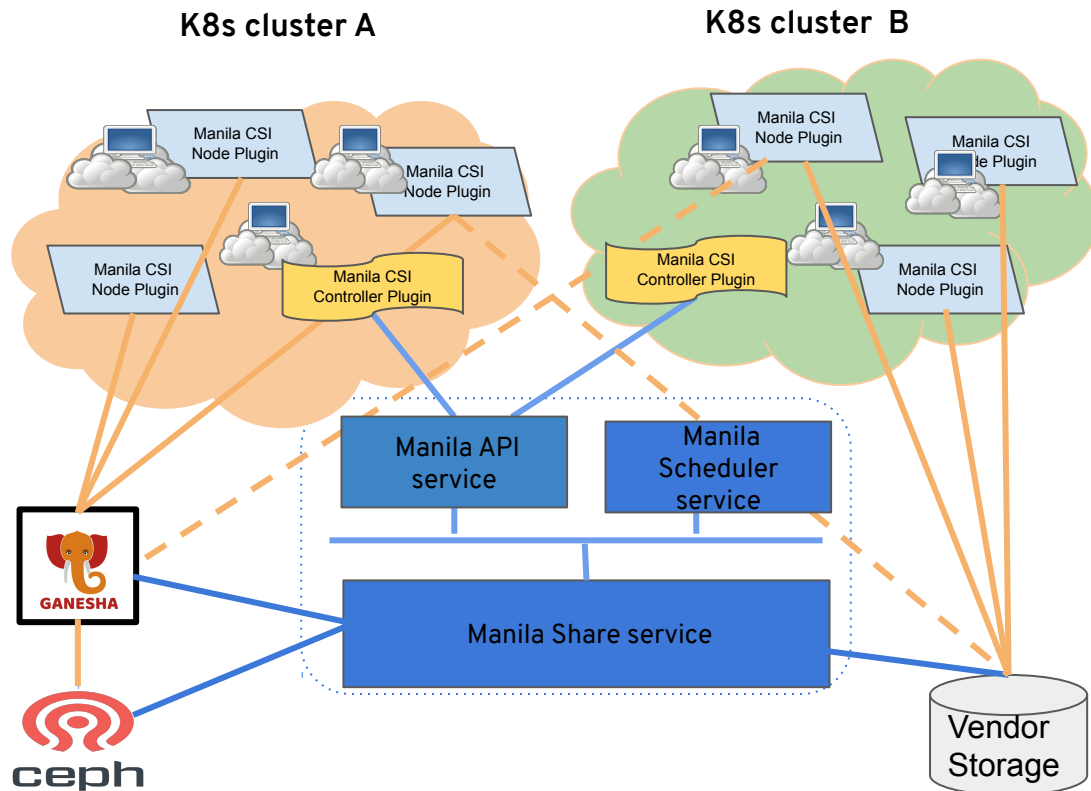 K8s cluster A
K8s cluster B
Manila CSI
Node Plugin
Manila CSI
Node Plugin
Manila CSI
Node Plugin
Manila CSI
Controller Plugin
Manila CSI
Node Plugin
Manila CSI
Node Plugin
Manila CSI
Controller Plugin
Manila CSI
Node Plugin
Manila API
service
Manila
Scheduler
service
Manila Share service
GANESHA
ceph
Vendor
Storage